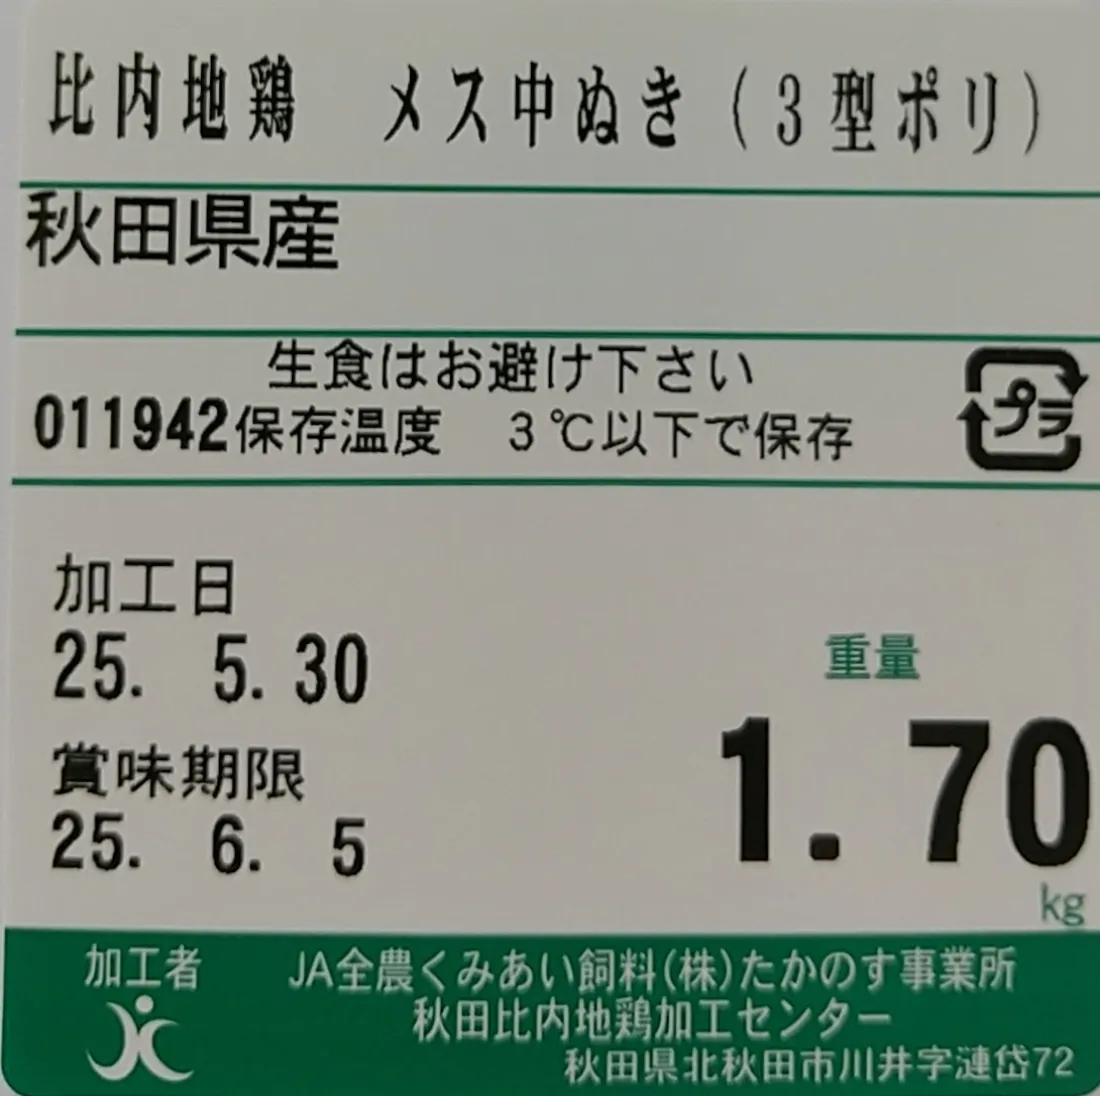 比内地鶏　メス中ぬき(3型ポリ)
秋田県産
生食はお避け下さい
011942保存温度　3℃以下で保存
プラ
加工日
25. 5. 30
賞味期限
25. 6. 5
重量
1.70
kg
加工者
JA全農くみあい飼料(株)たかのす事業所
秋田比内地鶏加工センター
秋田県北秋田市川井字漣岱72